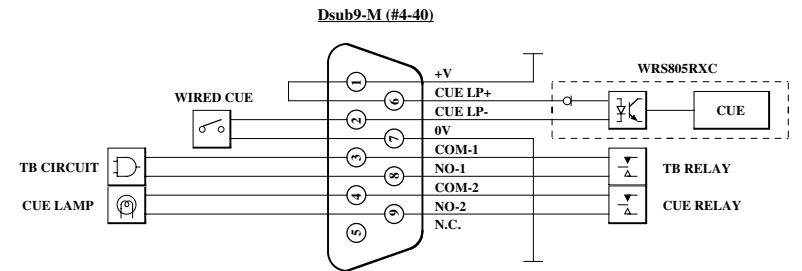 Dsub9-M (#4-40)
+V
WRS805RXC
1
CUE LP+
6
WIRED CUE
CUE
CUE LP-
2
0V
7
COM-1
3
TB CIRCUIT
NO-1
TB RELAY
8
COM-2
4
CUE LAMP
NO-2
CUE RELAY
9
N.C.
5